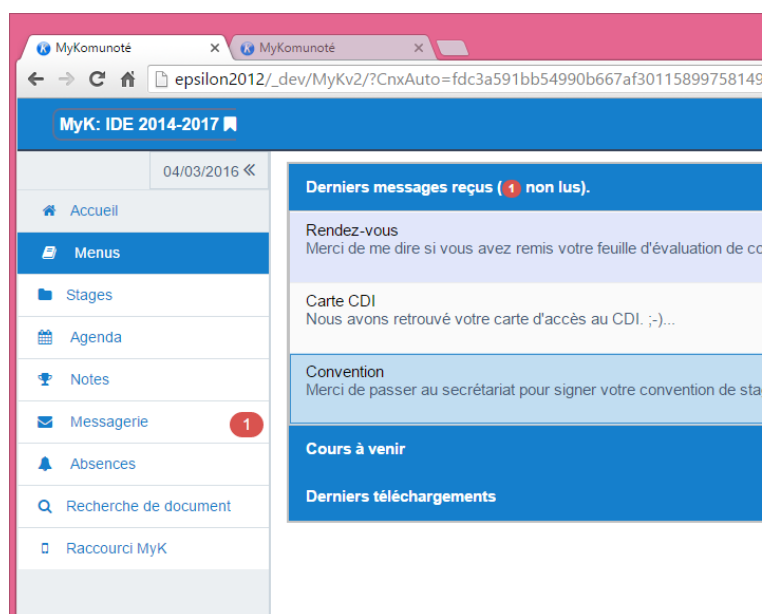 MyKomunoté
MyKomunoté
epsilon2012/_dev/MyKv2/?CnxAuto=fdc3a591bb54990b667af30115899758149
MyK: IDE 2014-2017
04/03/2016
Accueil
Menus
Stages
Agenda
Notes
Messagerie 1
Absences
Recherche de document
Raccourci MyK
Derniers messages reçus (1 non lus).
Rendez-vous
Merci de me dire si vous avez remis votre feuille d'évaluation de co
Carte CDI
Nous avons retrouvé votre carte d'accès au CDI. ;-)...
Convention
Merci de passer au secrétariat pour signer votre convention de sta
Cours à venir
Derniers téléchargements